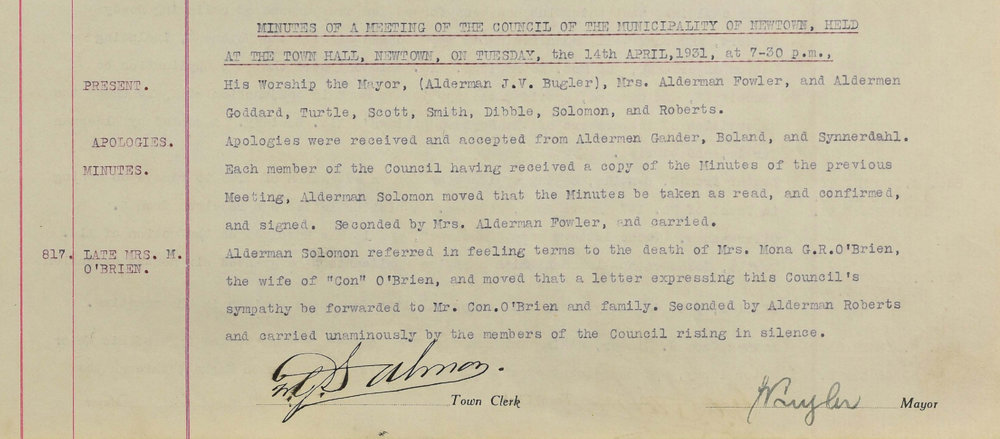 MINUTES OF A MEETING OF THE COUNCIL OF THE MUNICIPALITY OF NEWTOWN, HELD
AT THE TOWN HALL, NEWTOWN, ON TUESDAY, the 14th APRIL,1931, at 7-30 p.m.,
PRESENT. His Worship the Mayor, (Alderman J.V. Bugler), Mrs. Alderman Fowler, and Aldermen
Goddard, Turtle, Scott, Smith, Dibble, Solomon, and Roberts.
APOLOGIES. Apologies were received and accepted from Aldermen Gander, Boland, and Synnerdahl.
MINUTES. Each member of the Council having received a copy of the Minutes of the previous
Meeting, Alderman Solomon moved that the Minutes be taken as read, and confirmed,
and signed. Seconded by Mrs. Alderman Fowler, and carried.
817. LATE MRS. M. Alderman Solomon referred in feeling terms to the death of Mrs. Mona G.R.O'Brien,
O'BRIEN.
the wife of "Con" O'Brien, and moved that a letter expressing this Council's
sympathy be forwarded to Mr. Con.O'Brien and family. Seconded by Alderman Roberts
and carried unaminously by the members of the Council rising in silence.
Salmon.
Town Clerk
Bugler
Mayor